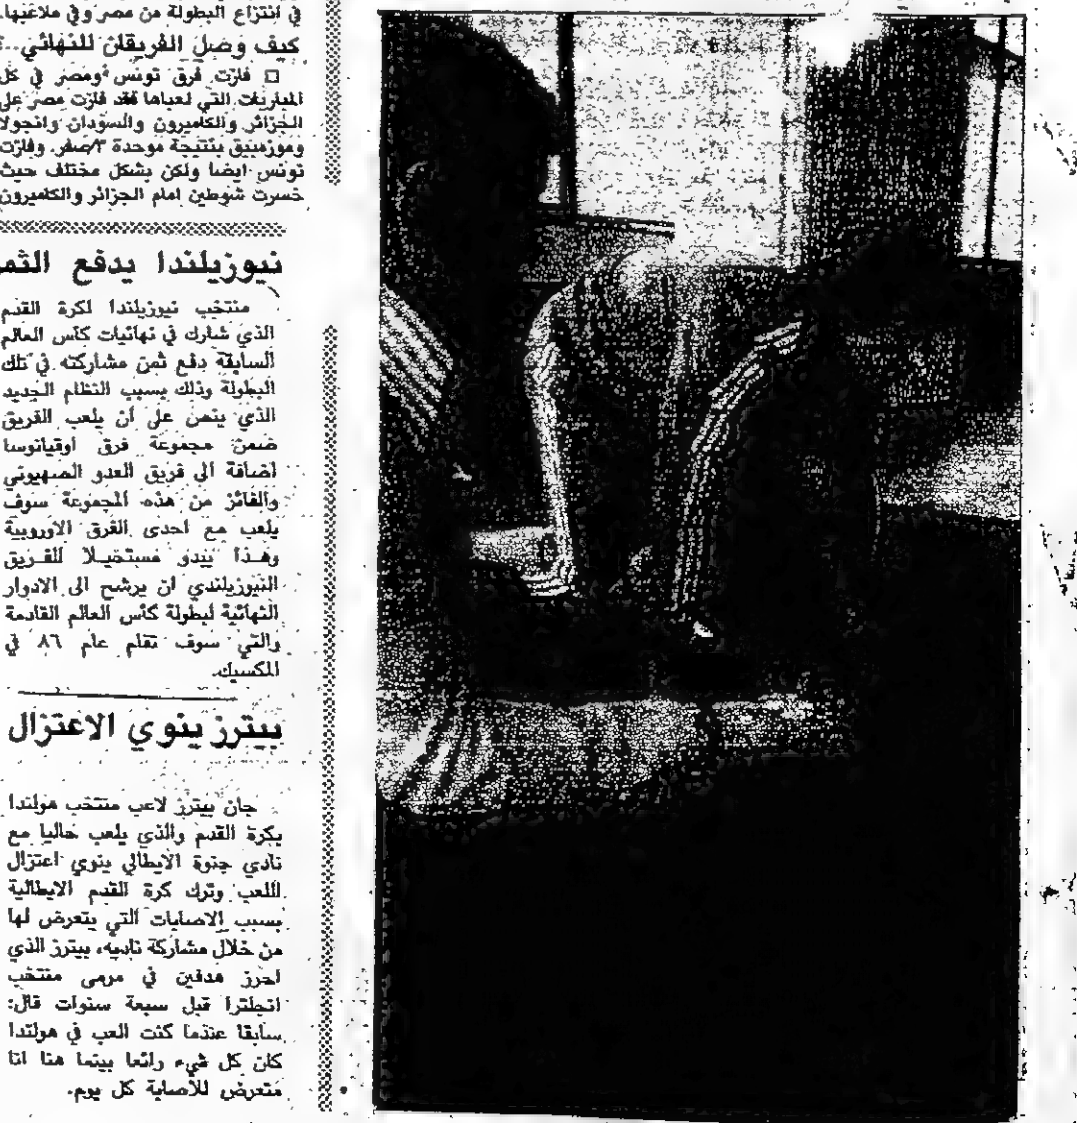 في انتزاع البطولة من مصر وفي ملاعبها.
كيف وصل الفريقان للنهائي..؟
□ فازت فرق تونس ومصر في كل
المباريات التي لعباها فقد فازت مصر على
الجزائر والكاميرون والسودان وانجولا
وموزمبيق بنتيجة موحدة ٣/صفر. وفازت
تونس ايضا ولكن بشكل مختلف حيث
خسرت شوطين امام الجزائر والكاميرون
نيوزيلندا يدفع الثمن
منتخب نيوزيلندا لكرة القدم
الذي شارك في نهائيات كأس العالم
السابقة دفع ثمن مشاركته في تلك
البطولة وذلك بسبب النظام الجديد
الذي ينص على أن يلعب الفريق
ضمن مجموعة فرق اوقيانوسا
اضافة الى فريق العدو الصهيوني
والفائز من هذه المجموعة سوف
يلعب مع احدى الفرق الاوروبية
وهذا يبدو مستحيلا للفريق
النيوزيلندي ان يرشح الى الادوار
النهائية لبطولة كأس العالم القادمة
والتي سوف تقام عام ٨٦ في
المكسيك.
بيترز ينوي الاعتزال
جان بيترز لاعب منتخب هولندا
بكرة القدم والذي يلعب حاليا مع
نادي جنوة الايطالي ينوي اعتزال
اللعب وترك كرة القدم الايطالية
بسبب الاصابات التي يتعرض لها
من خلال مشاركة ناديه، بيترز الذي
احرز هدفين في مرمى منتخب
انجلترا قبل سبعة سنوات قال:
سابقا عندما كنت العب في هولندا
كان كل شيء رائعا بينما هنا انا
متعرض للأصابة كل يوم.